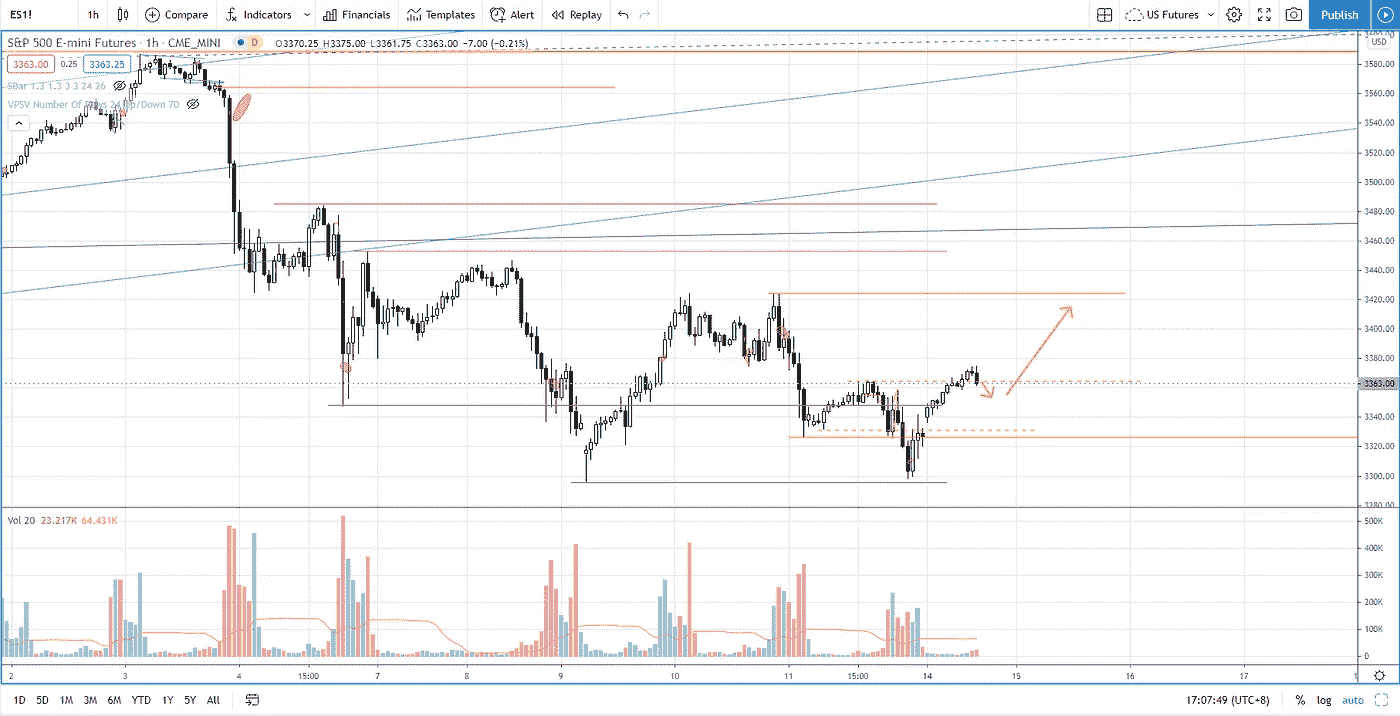 ES1! 1h Compare Indicators Financials Templates Alert Replay US Futures Publish
S&P 500 E-mini Futures · 1h · CME_MINI D O3370.25 H3375.00 L3361.75 C3363.00 -7.00 (-0.21%)
USD
3363.00 0.25 3363.25
SBar 1.3 1.3 3 3 24 26
VPSV Number Of
Up/Down 70
3580.00
3560.00
3540.00
3520.00
3500.00
3480.00
3460.00
3440.00
3420.00
3400.00
3380.00
3363.00
3340.00
3320.00
3300.00
3280.00
Vol 20 23.217K 64.431K
500K
300K
200K
100K
0
2 3 4 15:00 7 8 9 10 11 15:00 14 15 16 17
1D 5D 1M 3M 6M YTD 1Y 5Y All 17:07:49 (UTC+8) % log auto